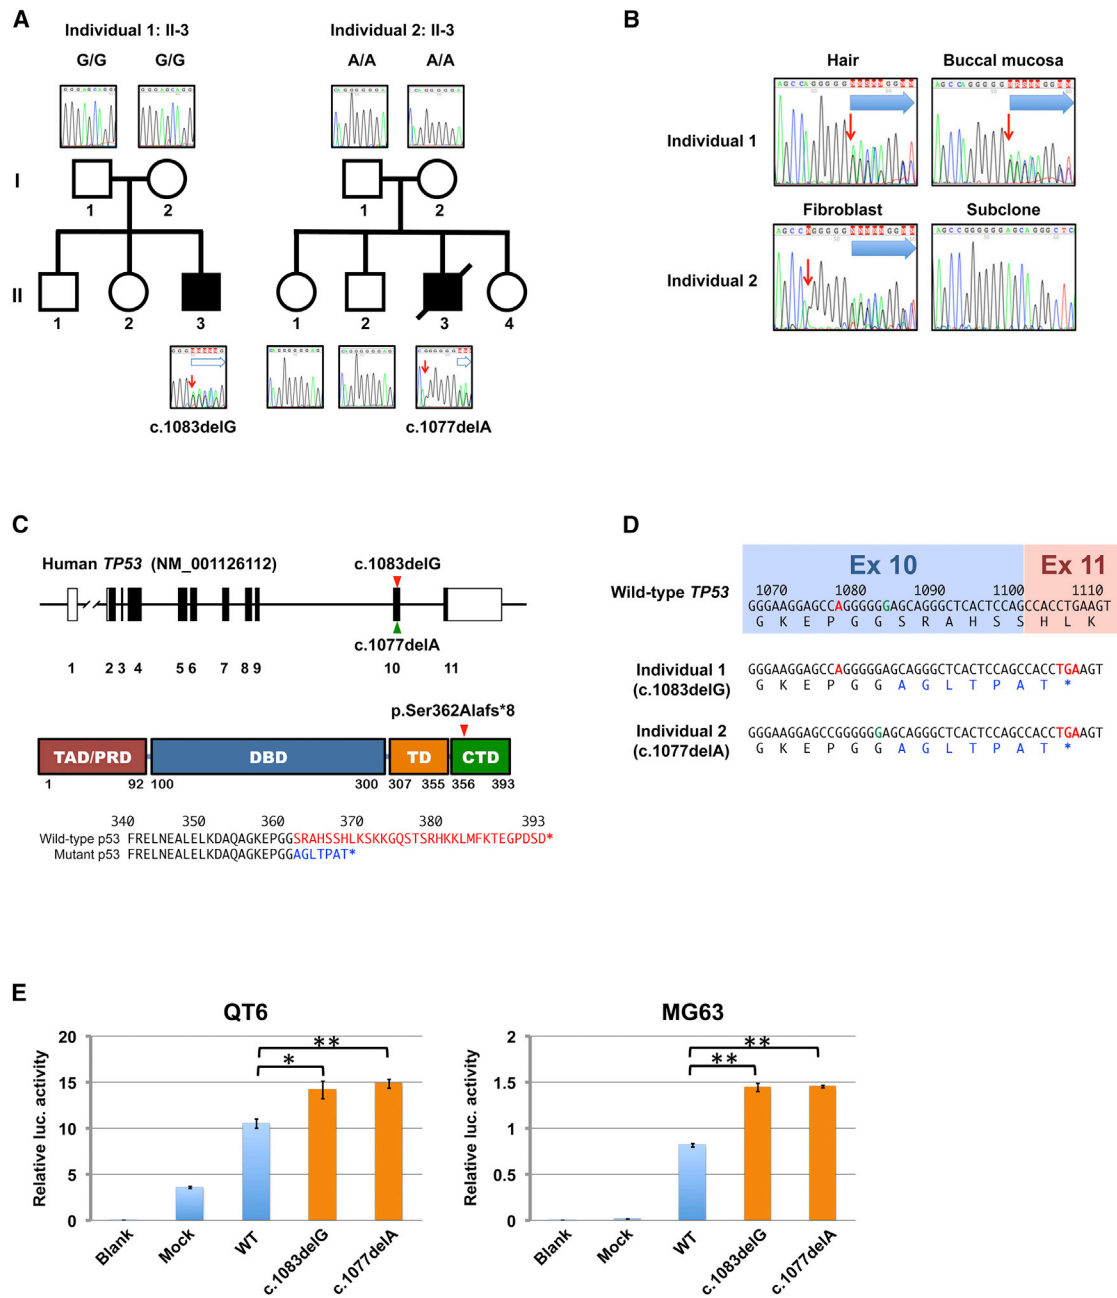 A
Individual 1: II-3
Individual 2: II-3
G/G
G/G
A/A
A/A
I
1
2
1
2
II
1
2
3
1
2
3
4
c.1083delG
c.1077delA
B
Hair
Buccal mucosa
Individual 1
AGCCAGGGGG
Fibroblast
Subclone
Individual 2
AGCCGGGGGGAGCAGGGCTC
C
Human TP53 (NM_001126112)
c.1083delG
c.1077delA
1
2
3
4
5
6
7
8
9
10
11
p.Ser362Alafs*8
TAD/PRD
DBD
TD
CTD
1
92
100
300
307
355
356
393
340
350
360
370
380
393
Wild-type p53 FRELNEALELKDAQAGKEPGGSRAHSSHLKSKKGQSTSRHKKLMFKTEGPDSD*
Mutant p53 FRELNEALELKDAQAGKEPGGAGLTPAT*
D
Ex 10
Ex 11
1070
1080
1090
1100
1110
Wild-type TP53
GGGAAGGAGCCAGGGGGGAGCAGGGCTCACTCCAGCCACCTGAAGT
G K E P G G S R A H S S H L K
Individual 1
(c.1083delG)
GGGAAGGAGCCAGGGGGAGCAGGGCTCACTCCAGCCACCTGAAGT
G K E P G G A G L T P A T *
Individual 2
(c.1077delA)
GGGAAGGAGCCGGGGGGAGCAGGGCTCACTCCAGCCACCTGAAGT
G K E P G G A G L T P A T *
E
QT6
Relative luc. activity
20
15
10
5
0
*
**
Blank
Mock
WT
c.1083delG
c.1077delA
MG63
Relative luc. activity
2
1.5
1
0.5
0
**
**
Blank
Mock
WT
c.1083delG
c.1077delA